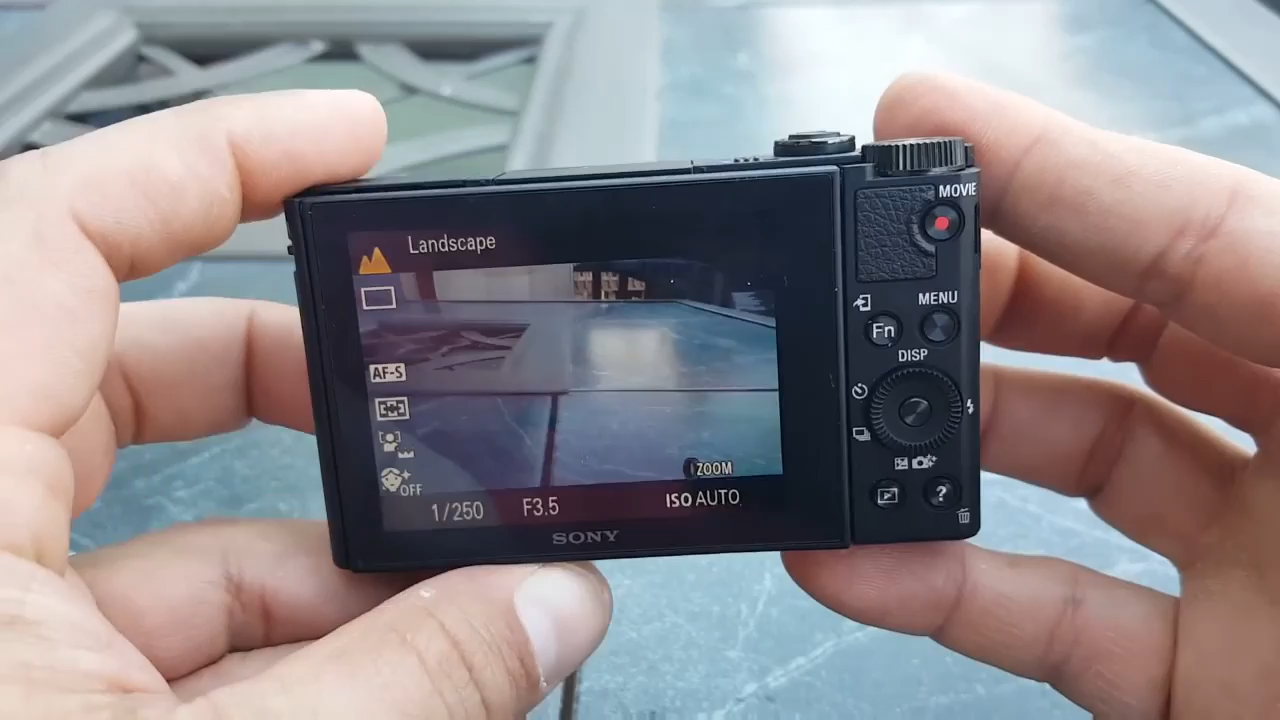 Landscape
AF-S
OFF
ZOOM
1/250 F3.5 ISO AUTO
SONY
MOVIE
MENU
Fn
DISP
?